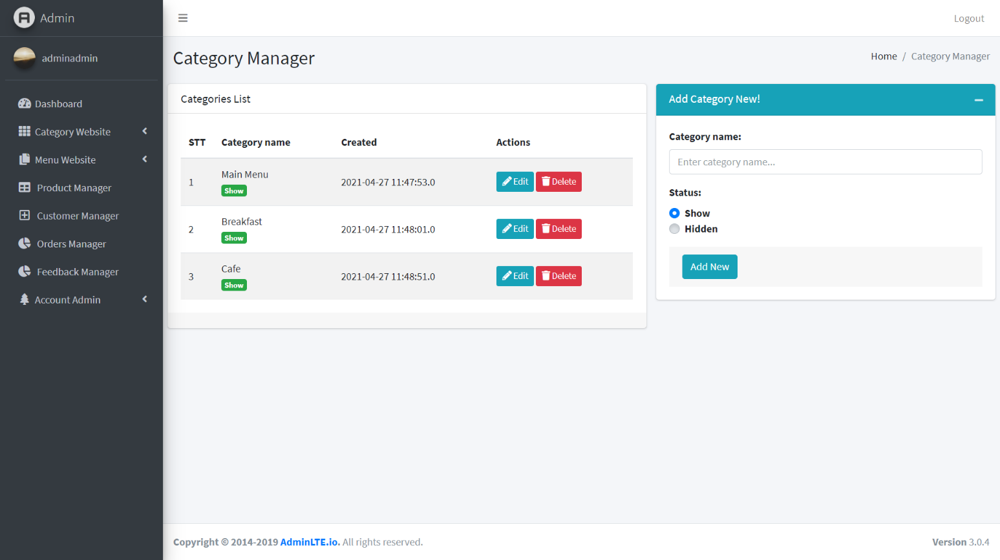 Admin
Logout
adminadmin
Category Manager
Home / Category Manager
Dashboard
Category Website
Menu Website
Product Manager
Customer Manager
Orders Manager
Feedback Manager
Account Admin
Categories List
STT Category name Created Actions
1 Main Menu 2021-04-27 11:47:53.0 Edit Delete
Show
2 Breakfast 2021-04-27 11:48:01.0 Edit Delete
Show
3 Cafe 2021-04-27 11:48:51.0 Edit Delete
Show
Add Category New!
Category name:
Enter category name...
Status:
Show
Hidden
Add New
Copyright © 2014-2019 AdminLTE.io. All rights reserved.
Version 3.0.4